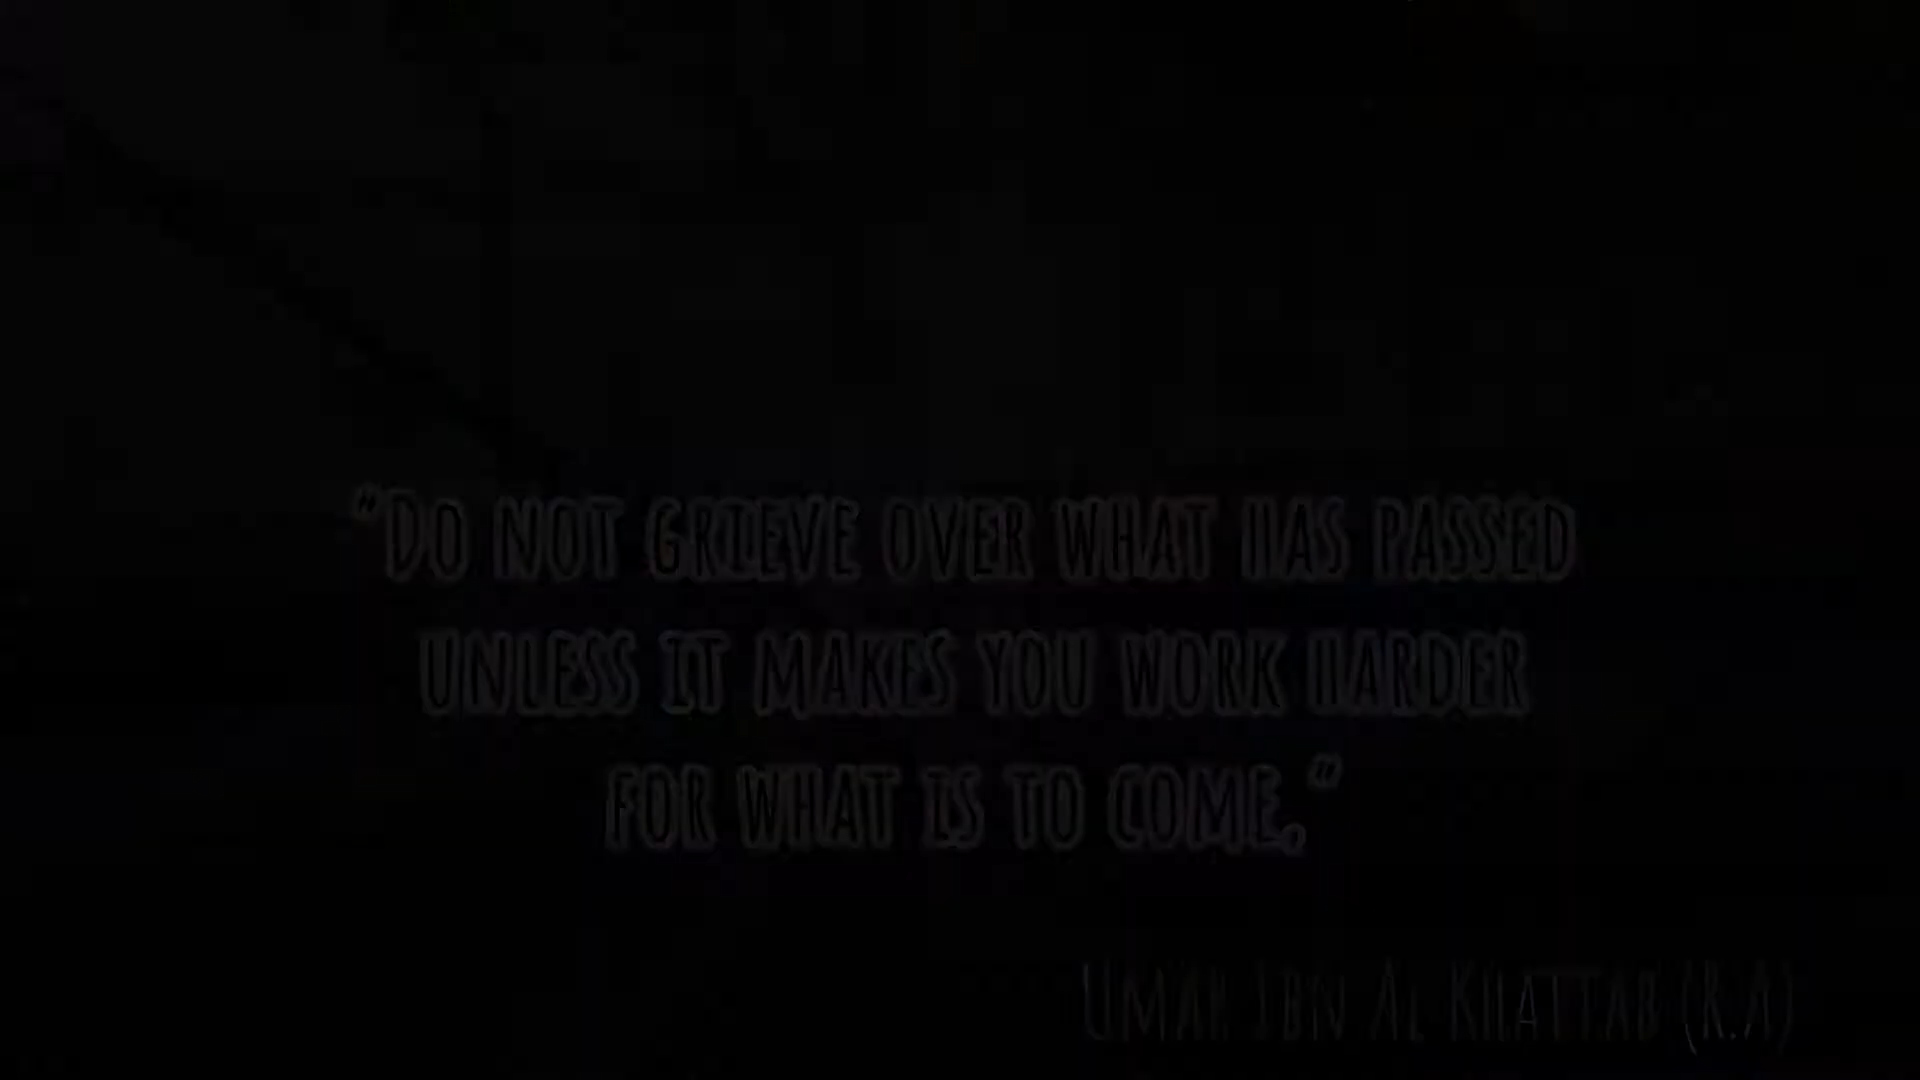 "Do not grieve over what has passed
unless it makes you work harder
for what is to come."
Umar Ibn Al Khattab (R.A)